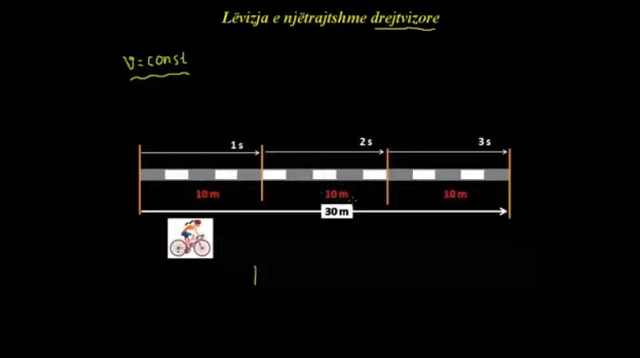 Lëvizja e njëtrajtshme drejtvizore
v=const
1 s 2 s 3 s
10 m 10 m 10 m
30 m